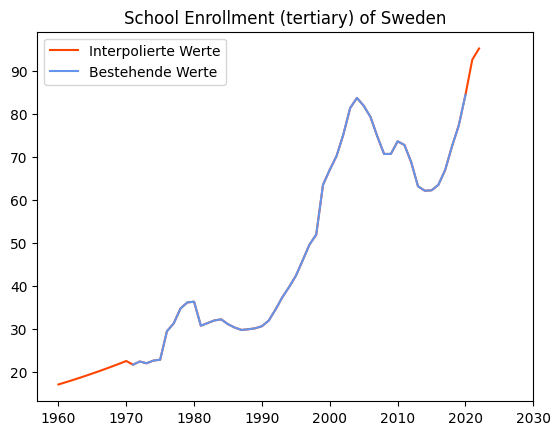 School Enrollment (tertiary) of Sweden
Interpolierte Werte
Bestehende Werte
90
80
70
60
50
40
30
20
1960 1970 1980 1990 2000 2010 2020 2030